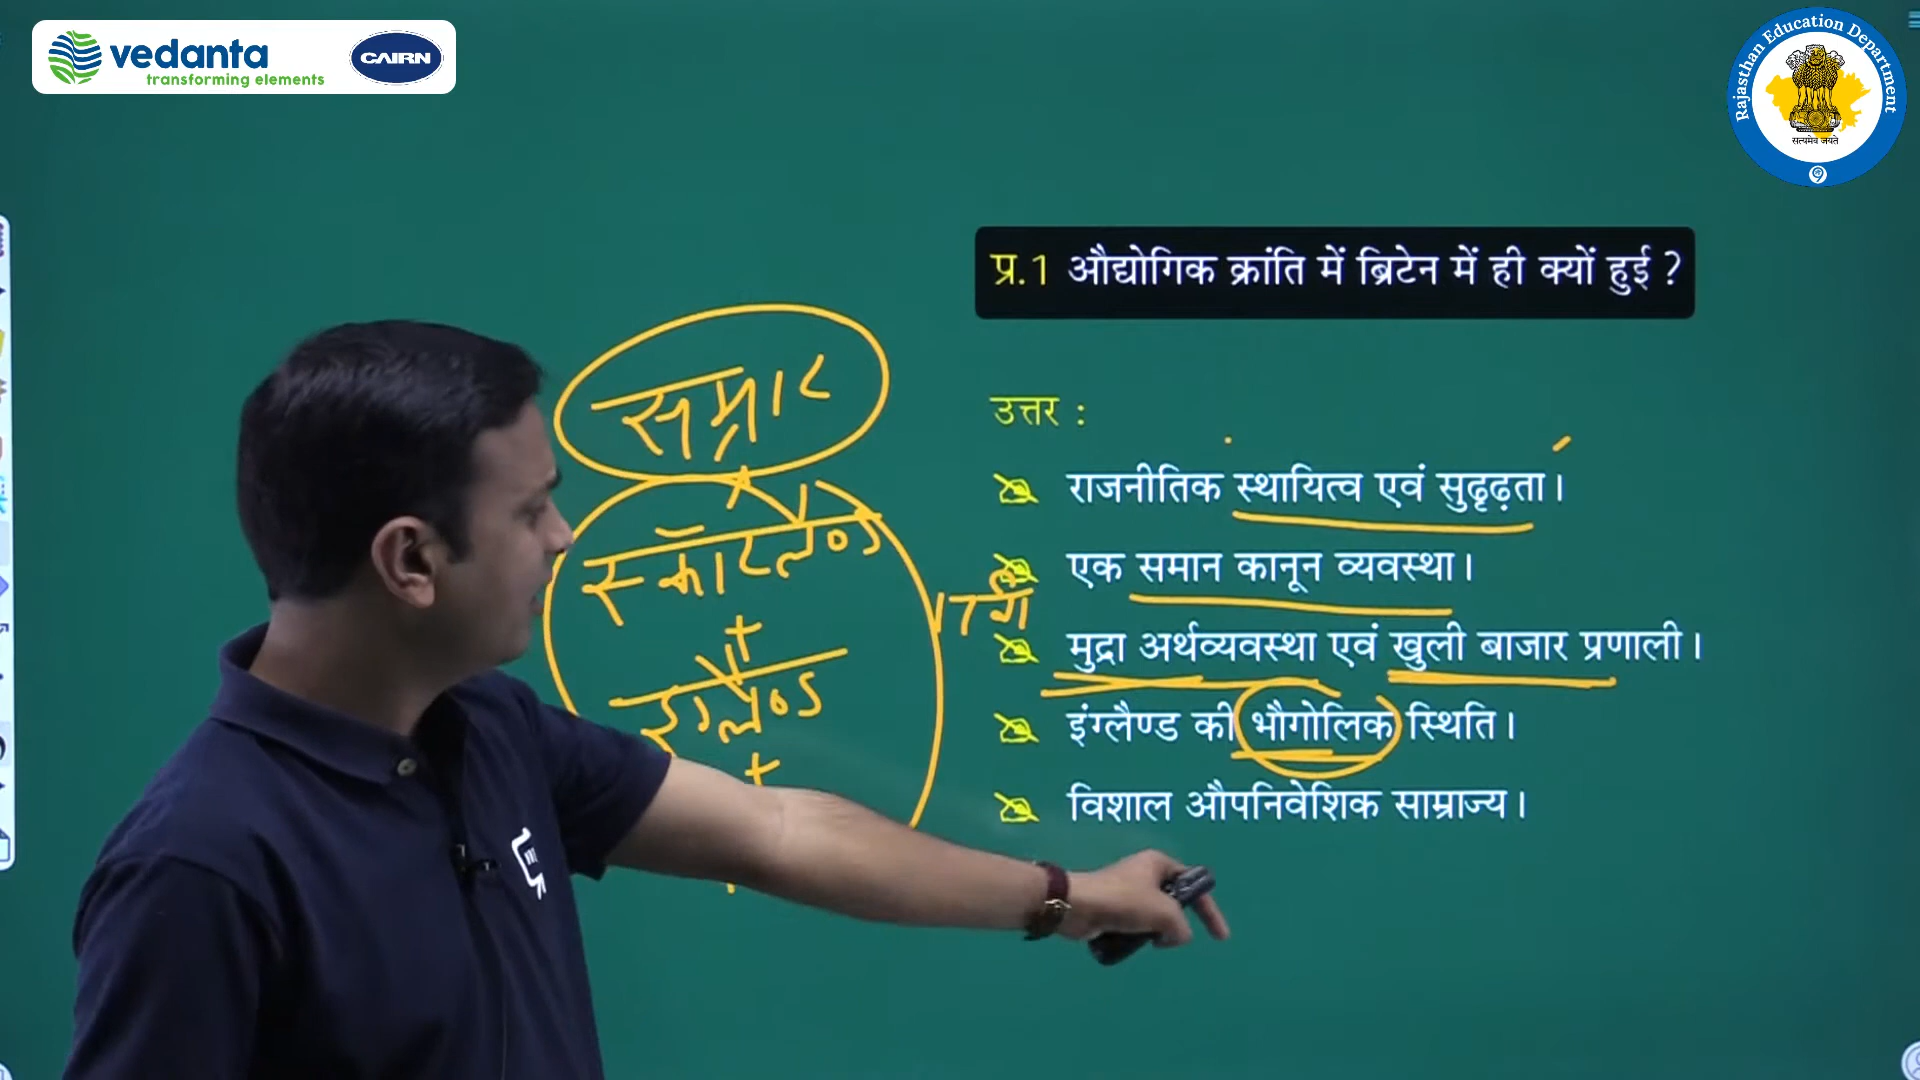 vedanta
transforming elements
CAIRN
Rajasthan Education Department
सत्यमेव जयते
प्र.1 औद्योगिक क्रांति में ब्रिटेन में ही क्यों हुई ?
उत्तर :
राजनीतिक स्थायित्व एवं सुदृढ़ता।
एक समान कानून व्यवस्था।
मुद्रा अर्थव्यवस्था एवं खुली बाजार प्रणाली।
इंग्लैण्ड की भौगोलिक स्थिति।
विशाल औपनिवेशिक साम्राज्य।
सम्राट
स्कॉटलैण्ड
+
इंग्लैण्ड
+